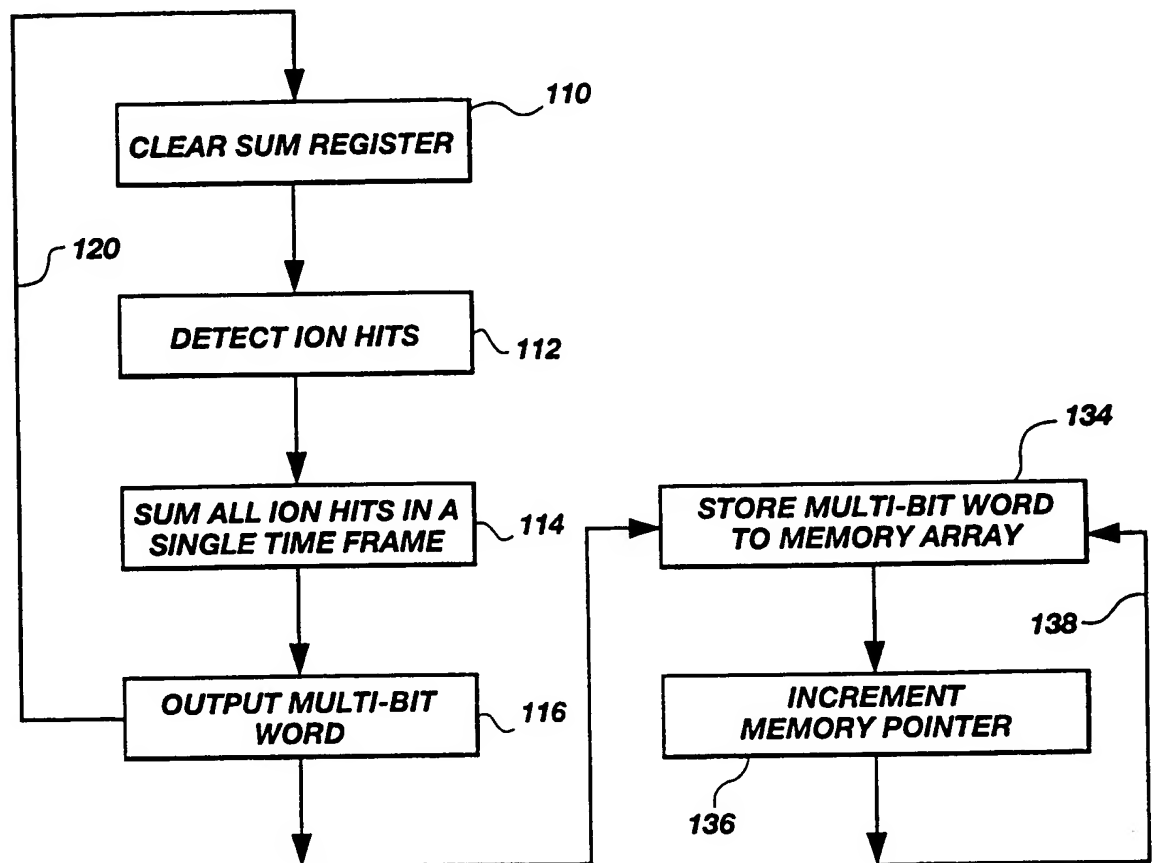 110
CLEAR SUM REGISTER
120
DETECT ION HITS
112
134
SUM ALL ION HITS IN A
SINGLE TIME FRAME
114
STORE MULTI-BIT WORD
TO MEMORY ARRAY
138
OUTPUT MULTI-BIT
WORD
116
INCREMENT
MEMORY POINTER
136